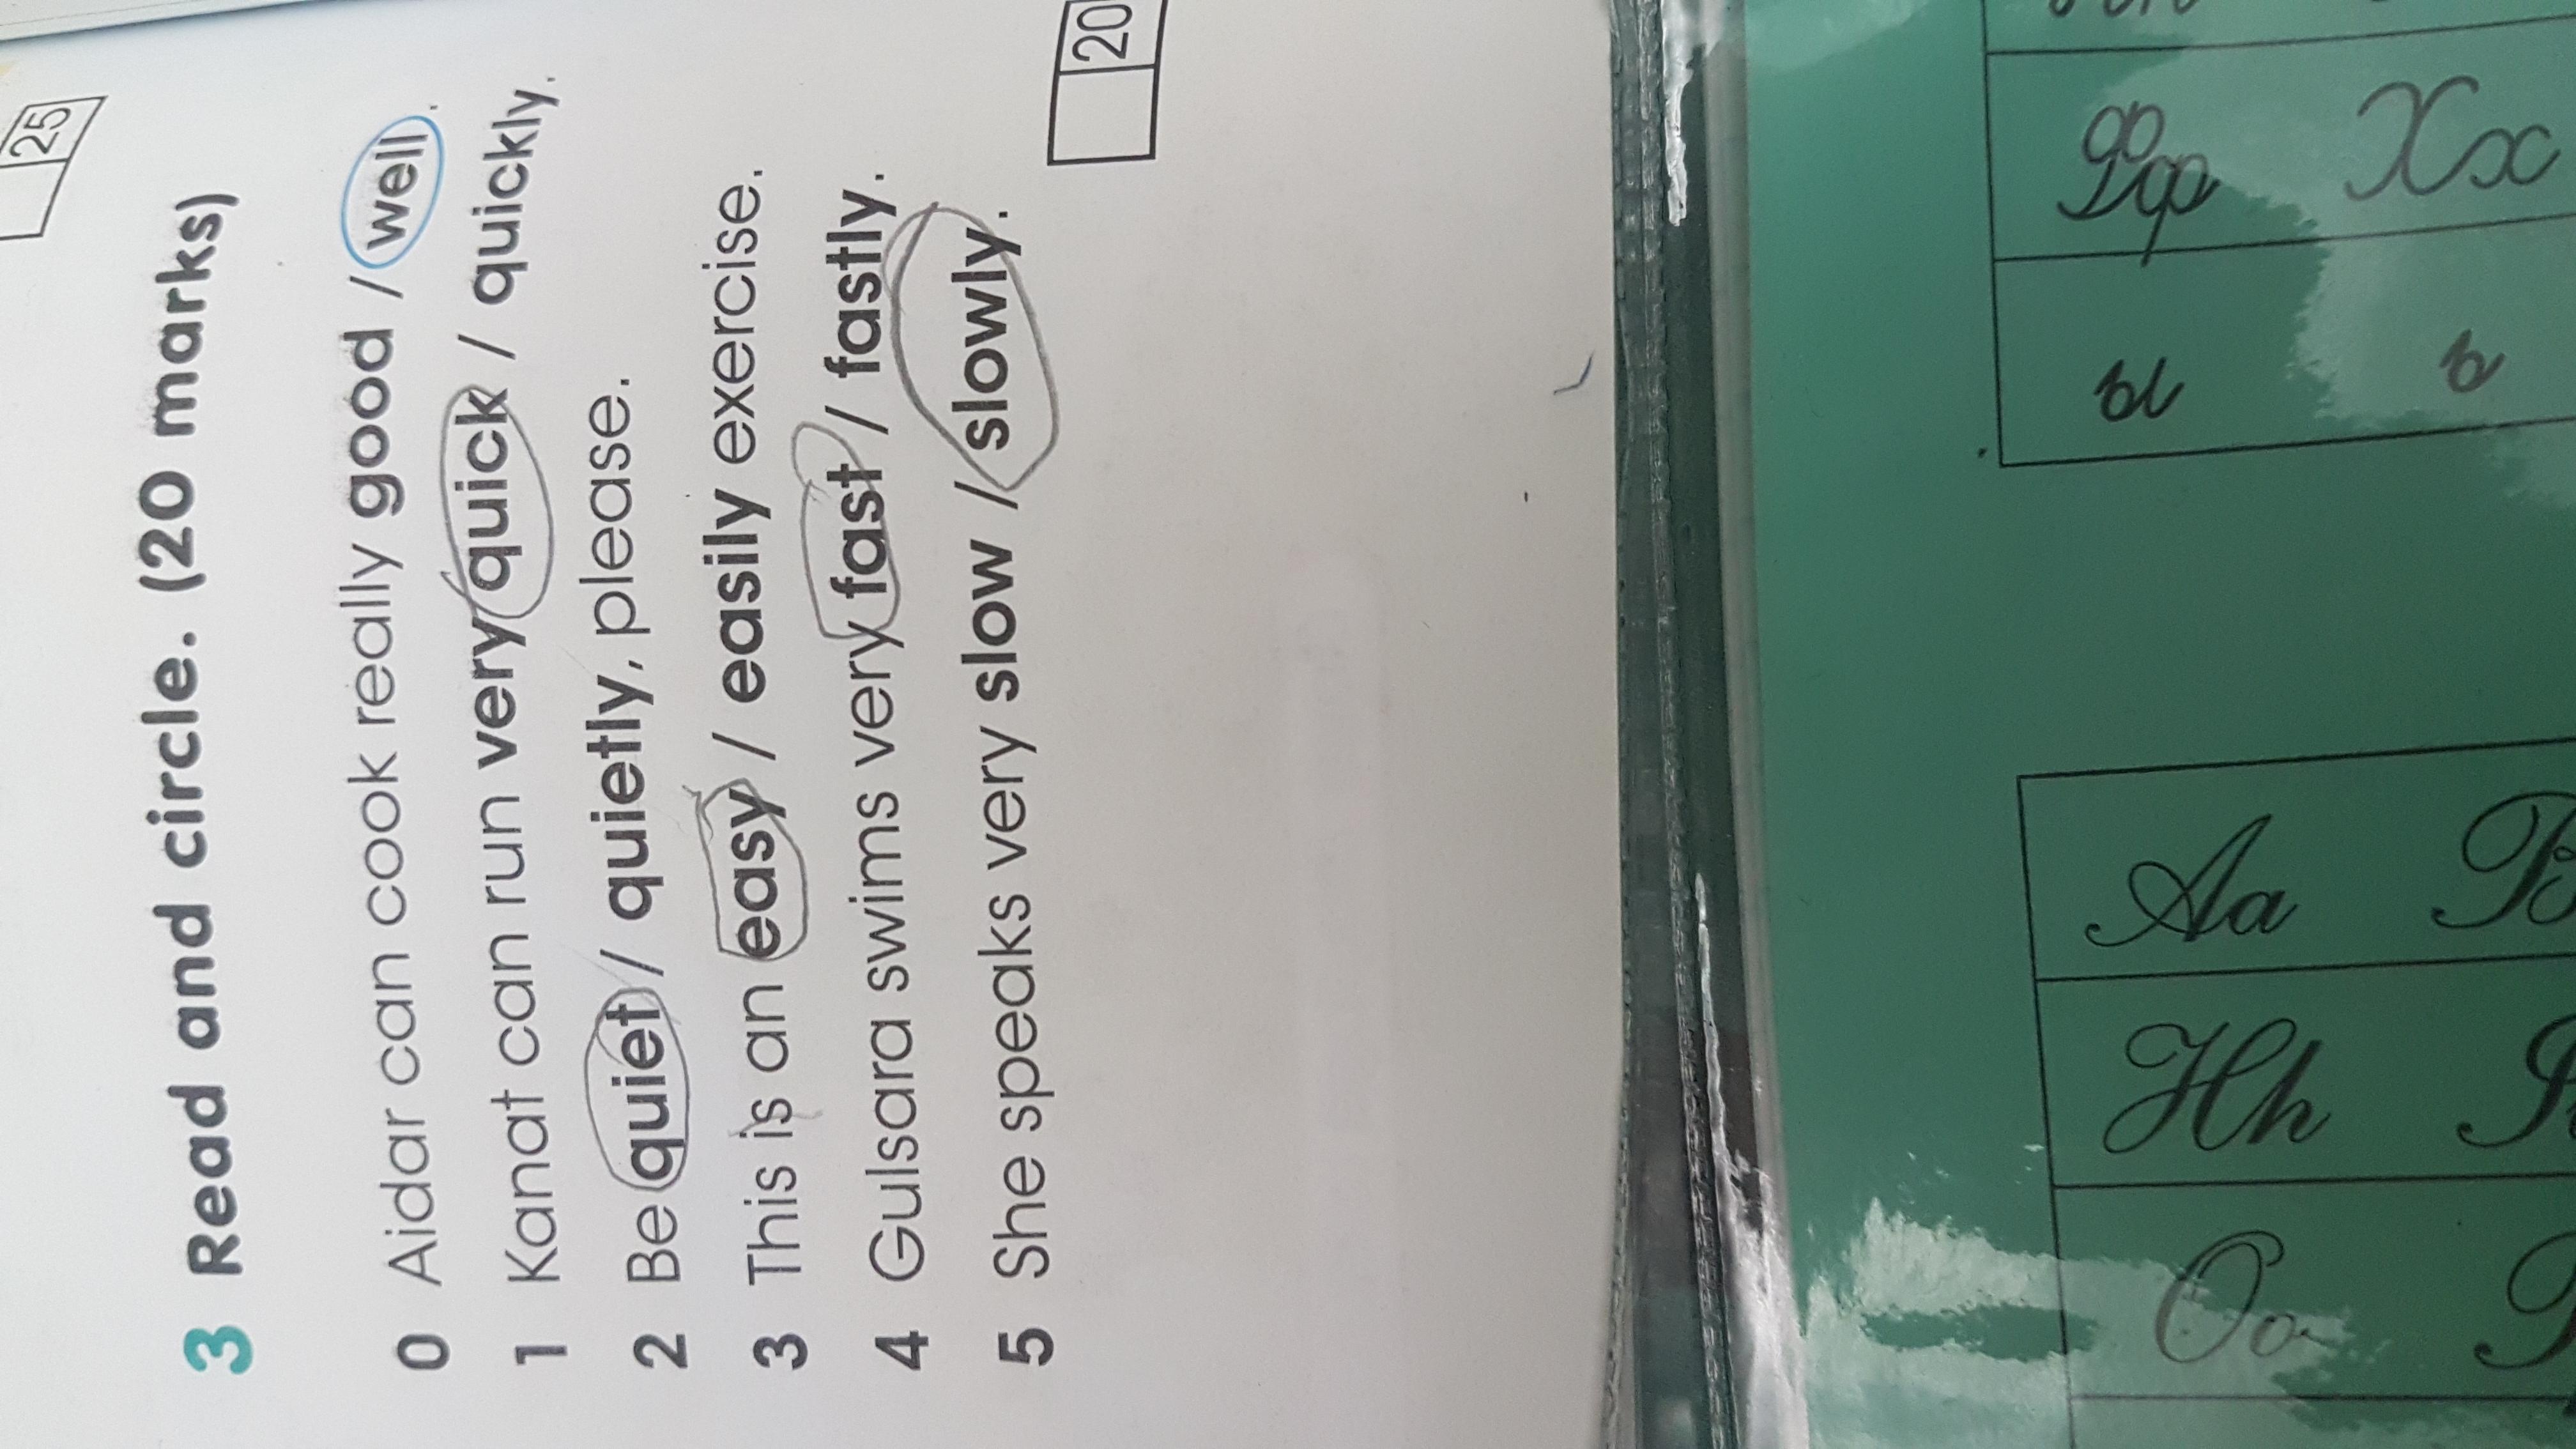 25
3 Read and circle. (20 marks)
0 Aidar can cook really good / well.
1 Kanat can run very quick / quickly.
2 Be quiet / quietly, please.
3 This is an easy / easily exercise.
4 Gulsara swims very fast / fastly.
5 She speaks very slow / slowly.
20
Aa
Hh
Oo
ы
Фф
ь
Хх